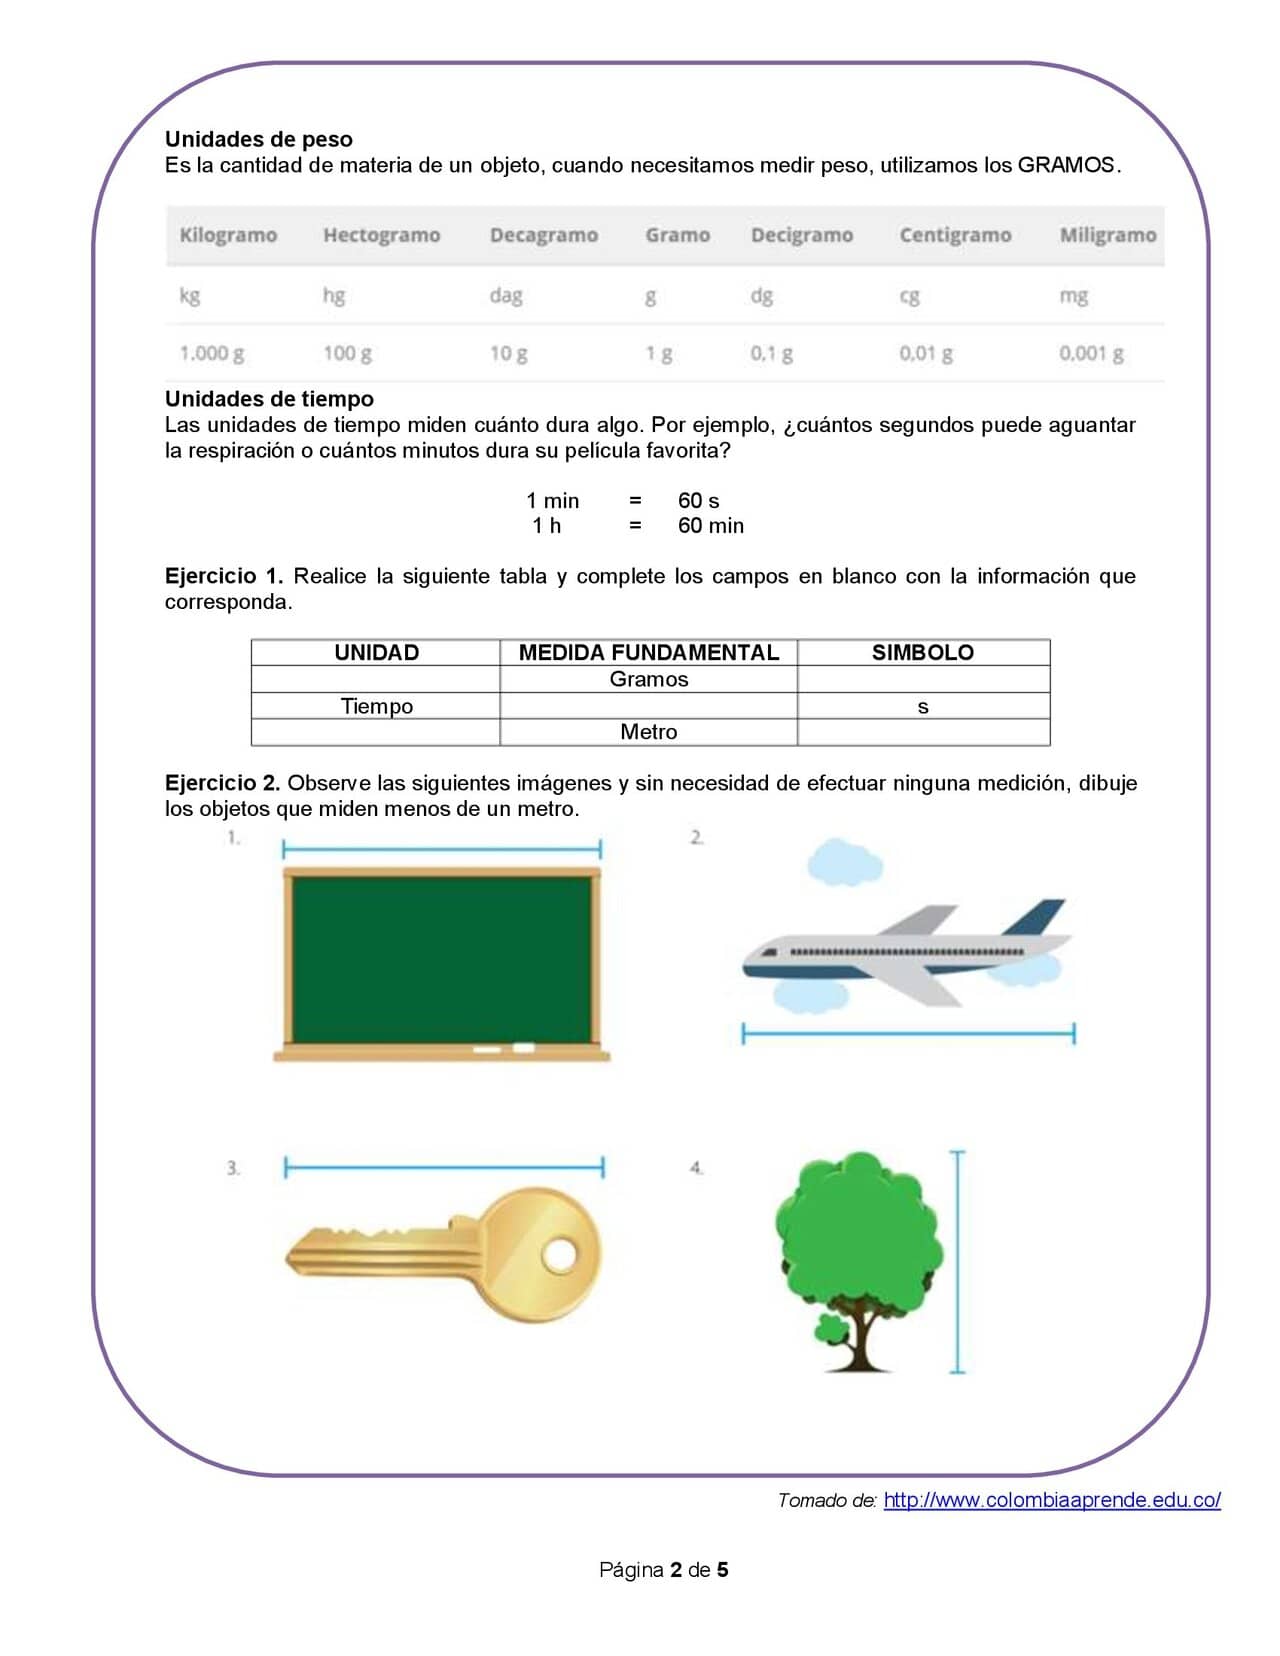 Unidades de peso
Es la cantidad de materia de un objeto, cuando necesitamos medir peso, utilizamos los GRAMOS.
Kilogramo Hectogramo Decagramo Gramo Decigramo Centigramo Miligramo
kg hg dag g dg cg mg
1.000 g 100 g 10 g 1 g 0,1 g 0,01 g 0,001 g
Unidades de tiempo
Las unidades de tiempo miden cuánto dura algo. Por ejemplo, ¿cuántos segundos puede aguantar
la respiración o cuántos minutos dura su película favorita?
1 min = 60 s
1 h = 60 min
Ejercicio 1. Realice la siguiente tabla y complete los campos en blanco con la información que
corresponda.
UNIDAD MEDIDA FUNDAMENTAL SIMBOLO
Gramos
Tiempo s
Metro
Ejercicio 2. Observe las siguientes imágenes y sin necesidad de efectuar ninguna medición, dibuje
los objetos que miden menos de un metro.
1. 2.
3. 4.
Tomado de: http://www.colombiaaprende.edu.co/
Página 2 de 5